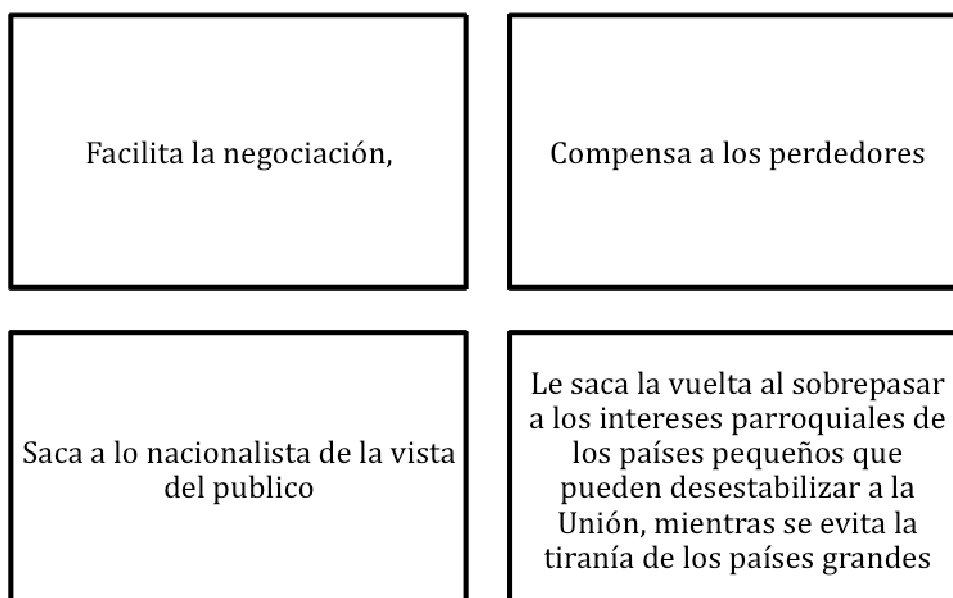 Facilita la negociación,
Compensa a los perdedores
Saca a lo nacionalista de la vista
del publico
Le saca la vuelta al sobrepasar
a los intereses parroquiales de
los países pequeños que
pueden desestabilizar a la
Unión, mientras se evita la
tiranía de los países grandes